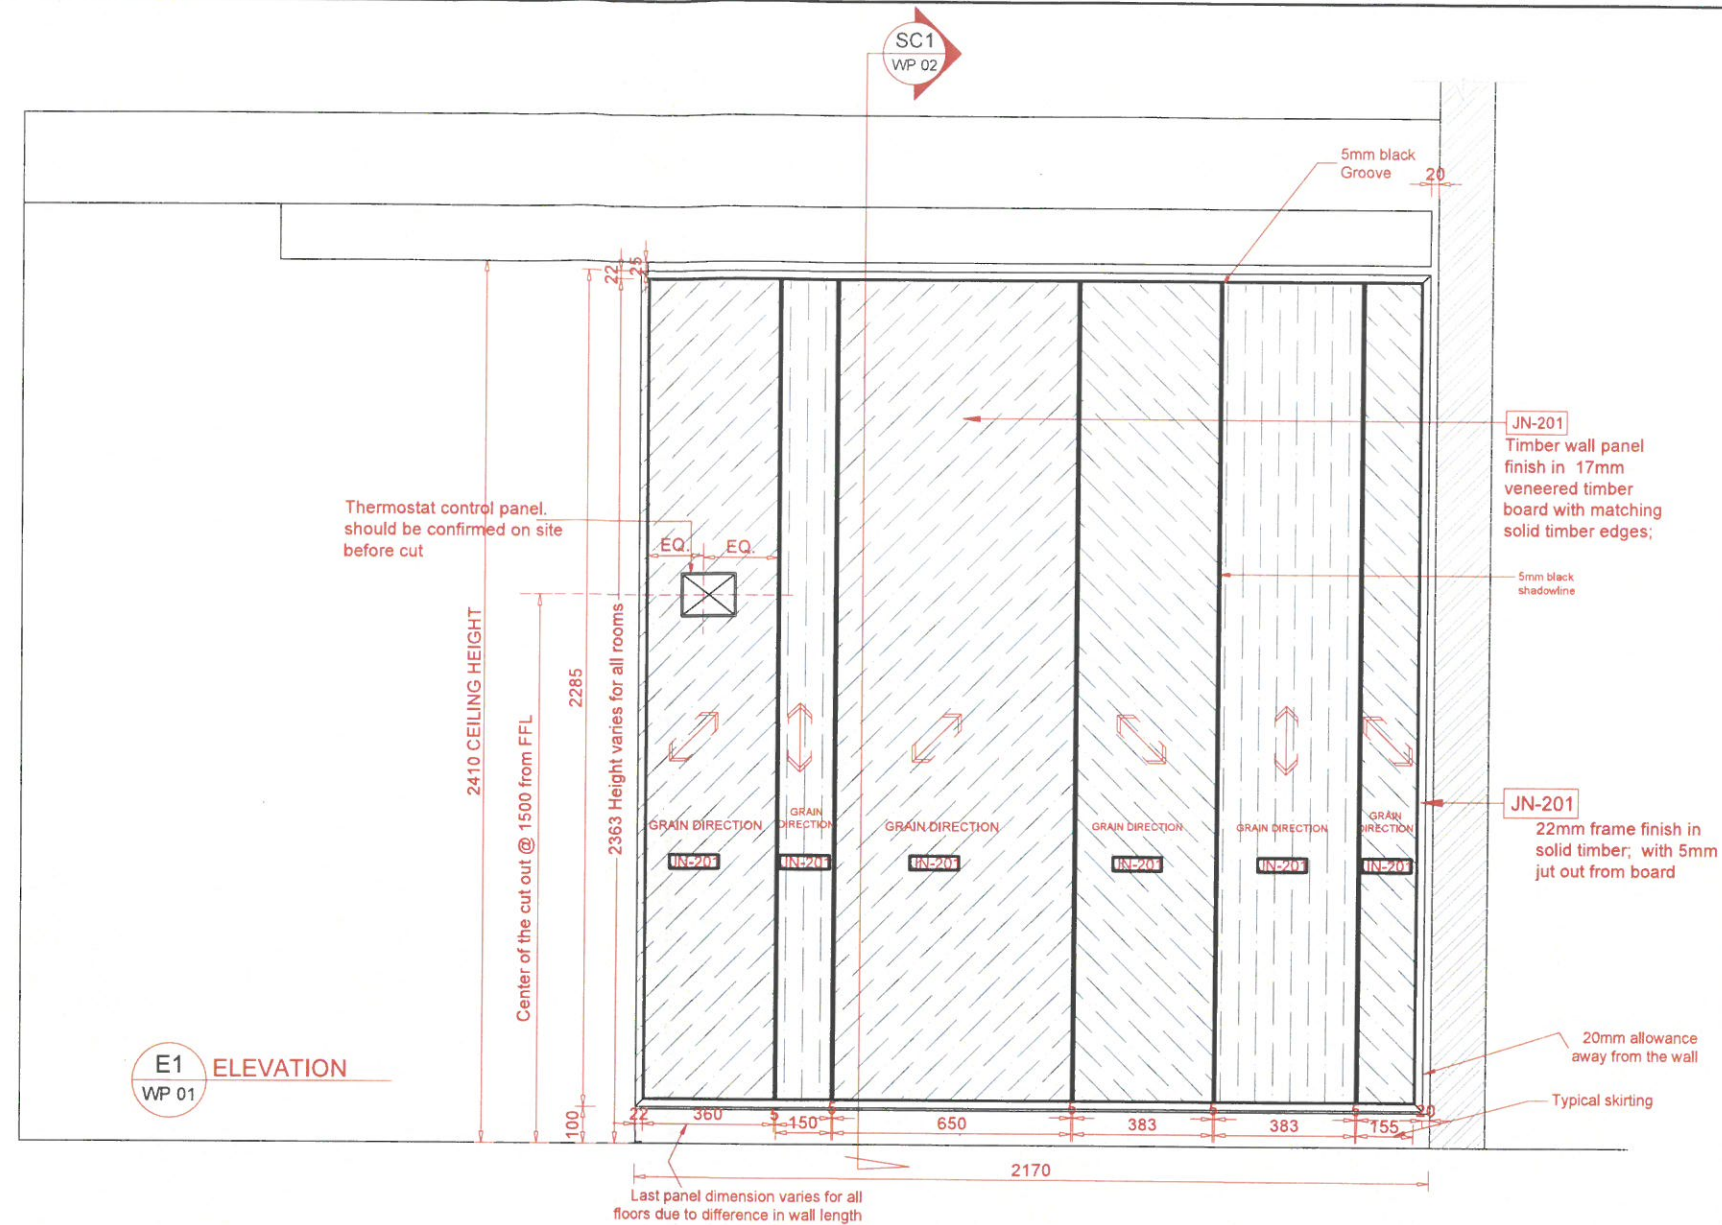 SC1
WP 02
5mm black
Groove
20
22
25
JN-201
Timber wall panel
finish in 17mm
veneered timber
board with matching
solid timber edges;
Thermostat control panel.
should be confirmed on site
before cut
EQ. EQ.
5mm black
shadowline
2410 CEILING HEIGHT
2285
Center of the cut out @ 1500 from FFL
2363 Height varies for all rooms
GRAIN DIRECTION
GRAIN
DIRECTION
GRAIN DIRECTION
GRAIN DIRECTION
GRAIN DIRECTION
GRAIN
DIRECTION
JN-201 JN-201 JN-201 JN-201 JN-201 JN-201
JN-201
22mm frame finish in
solid timber; with 5mm
jut out from board
20mm allowance
away from the wall
Typical skirting
E1 ELEVATION
WP 01
100
22 360 5 150 650 383 383 155 20
2170
Last panel dimension varies for all
floors due to difference in wall length